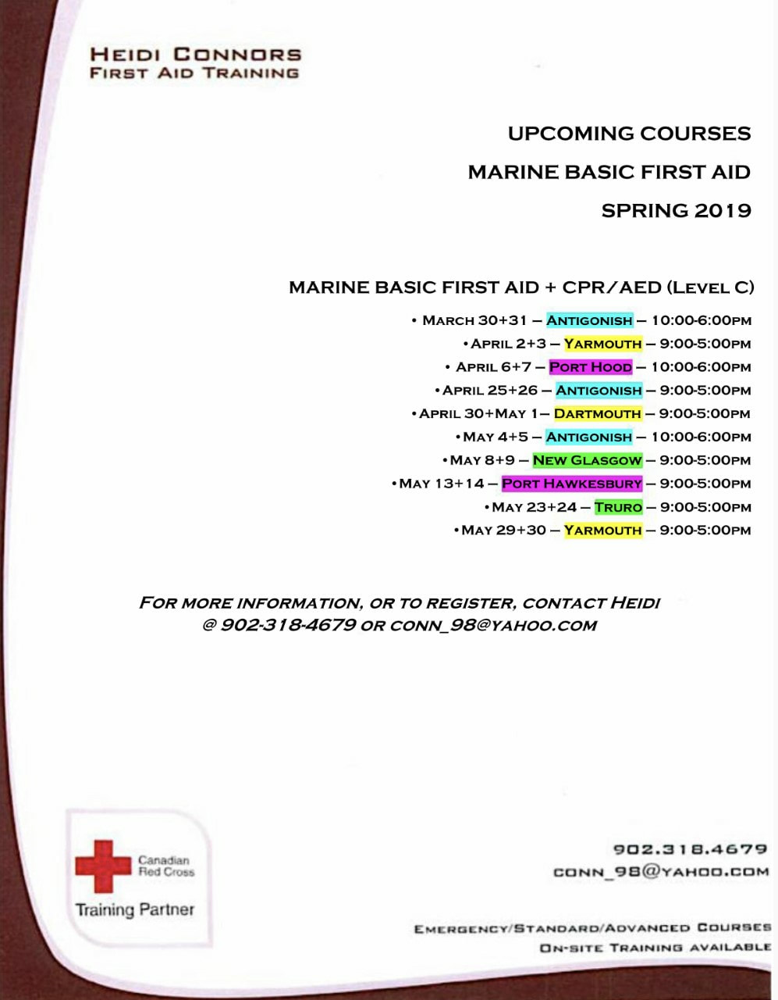 Heidi Connors
First Aid Training
UPCOMING COURSES
MARINE BASIC FIRST AID
SPRING 2019
MARINE BASIC FIRST AID + CPR/AED (Level C)
• March 30+31 – Antigonish – 10:00-6:00pm
• April 2+3 – Yarmouth – 9:00-5:00pm
• April 6+7 – Port Hood – 10:00-6:00pm
• April 25+26 – Antigonish – 9:00-5:00pm
• April 30+May 1– Dartmouth – 9:00-5:00pm
• May 4+5 – Antigonish – 10:00-6:00pm
• May 8+9 – New Glasgow – 9:00-5:00pm
• May 13+14 – Port Hawkesbury – 9:00-5:00pm
• May 23+24 – Truro – 9:00-5:00pm
• May 29+30 – Yarmouth – 9:00-5:00pm
For more information, or to register, contact Heidi
@ 902-318-4679 or conn_98@yahoo.com
Canadian
Red Cross
Training Partner
902.318.4679
conn_98@yahoo.com
Emergency/Standard/Advanced Courses
On-site Training available